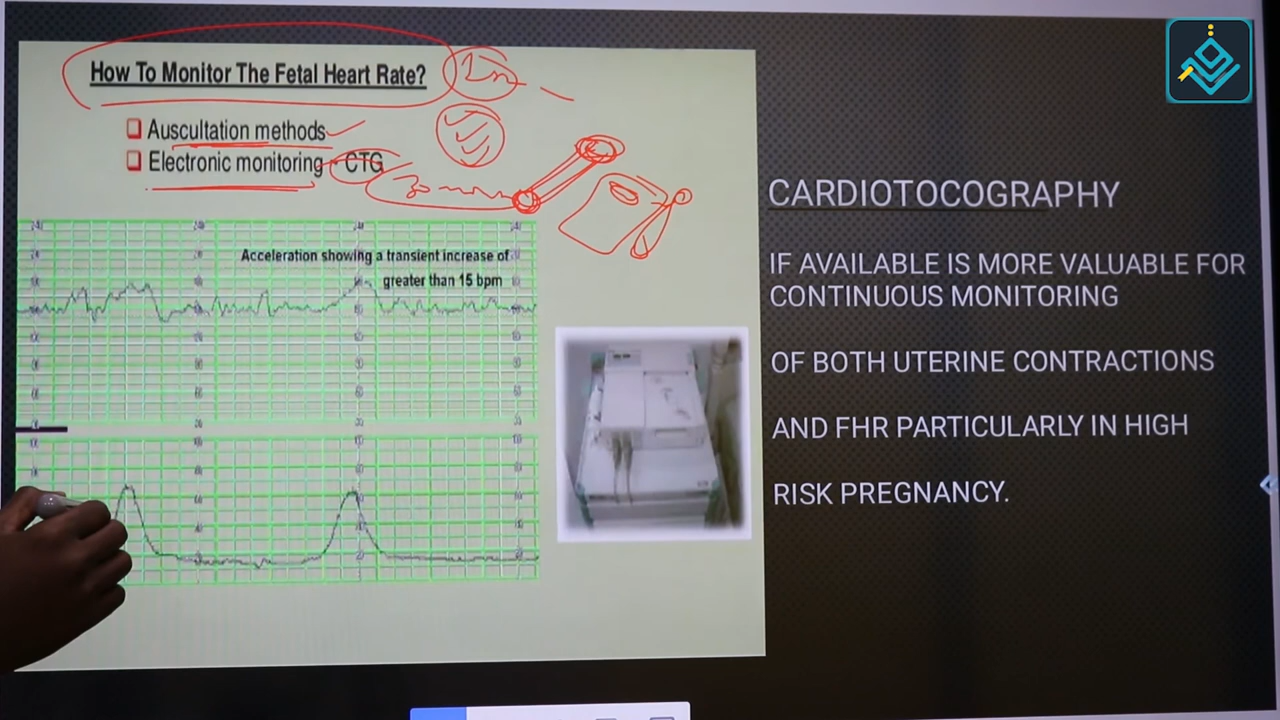 How To Monitor The Fetal Heart Rate?
Auscultation methods
Electronic monitoring - CTG
Acceleration showing a transient increase of
greater than 15 bpm
CARDIOTOCOGRAPHY
IF AVAILABLE IS MORE VALUABLE FOR
CONTINUOUS MONITORING
OF BOTH UTERINE CONTRACTIONS
AND FHR PARTICULARLY IN HIGH
RISK PREGNANCY.